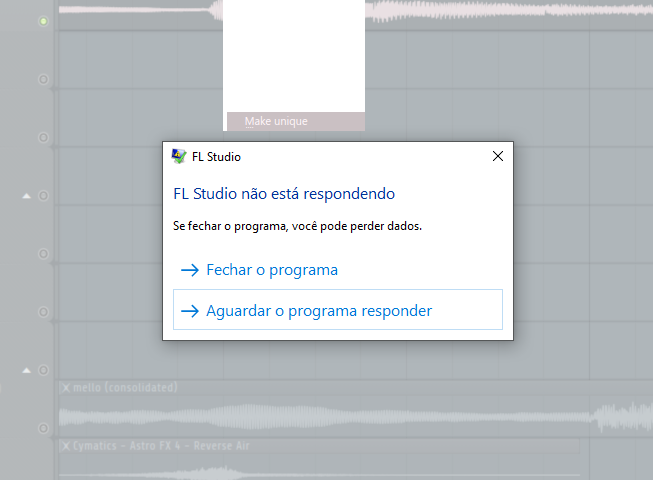 Make unique
FL Studio
FL Studio não está respondendo
Se fechar o programa, você pode perder dados.
Fechar o programa
Aguardar o programa responder
mello (consolidated)
Cymatics - Astro FX 4 - Reverse Air